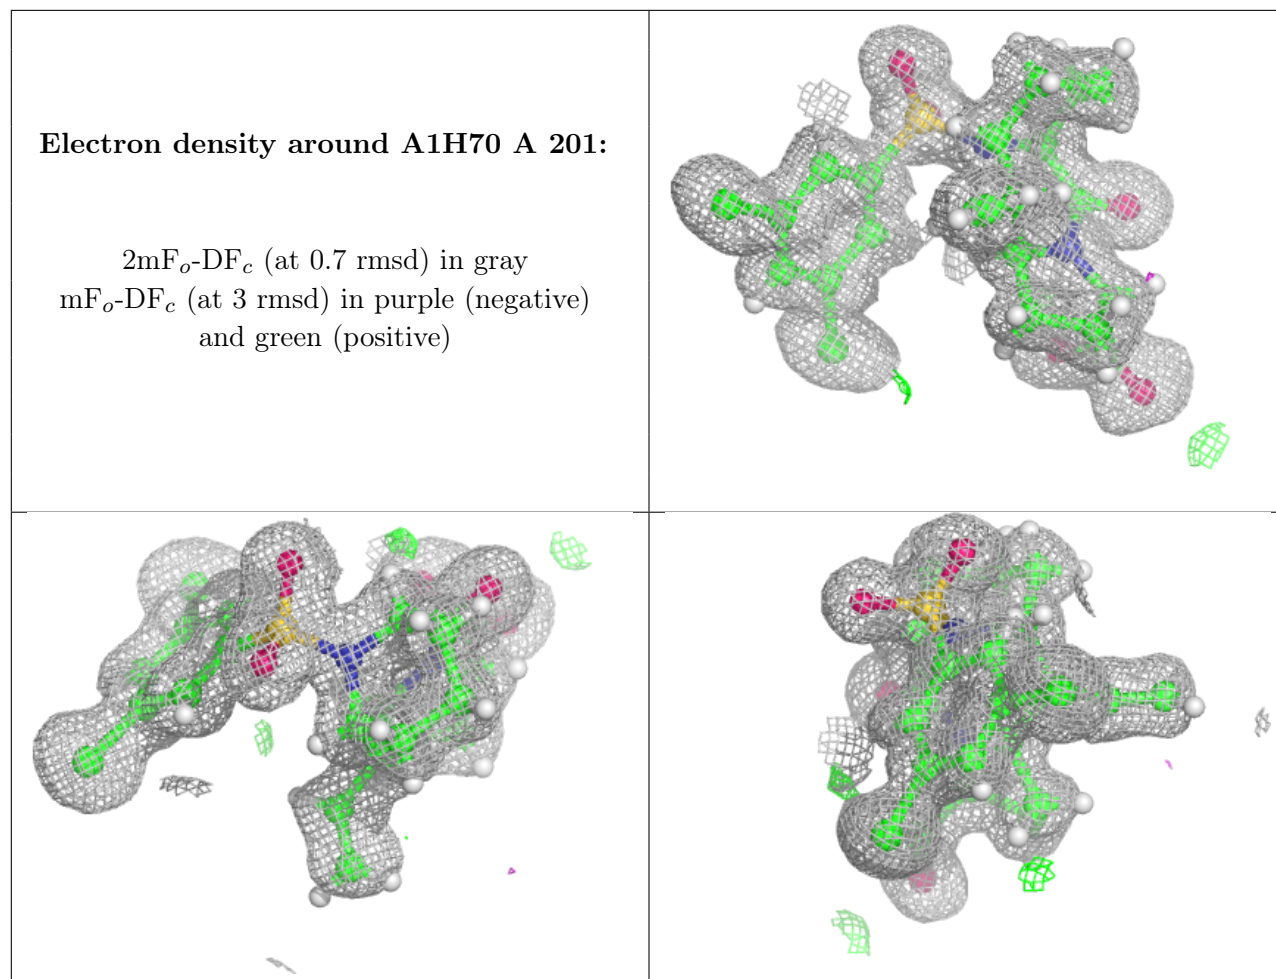 Electron density around A1H70 A 201:
2mFo-DFc (at 0.7 rmsd) in gray
mFo-DFc (at 3 rmsd) in purple (negative)
and green (positive)